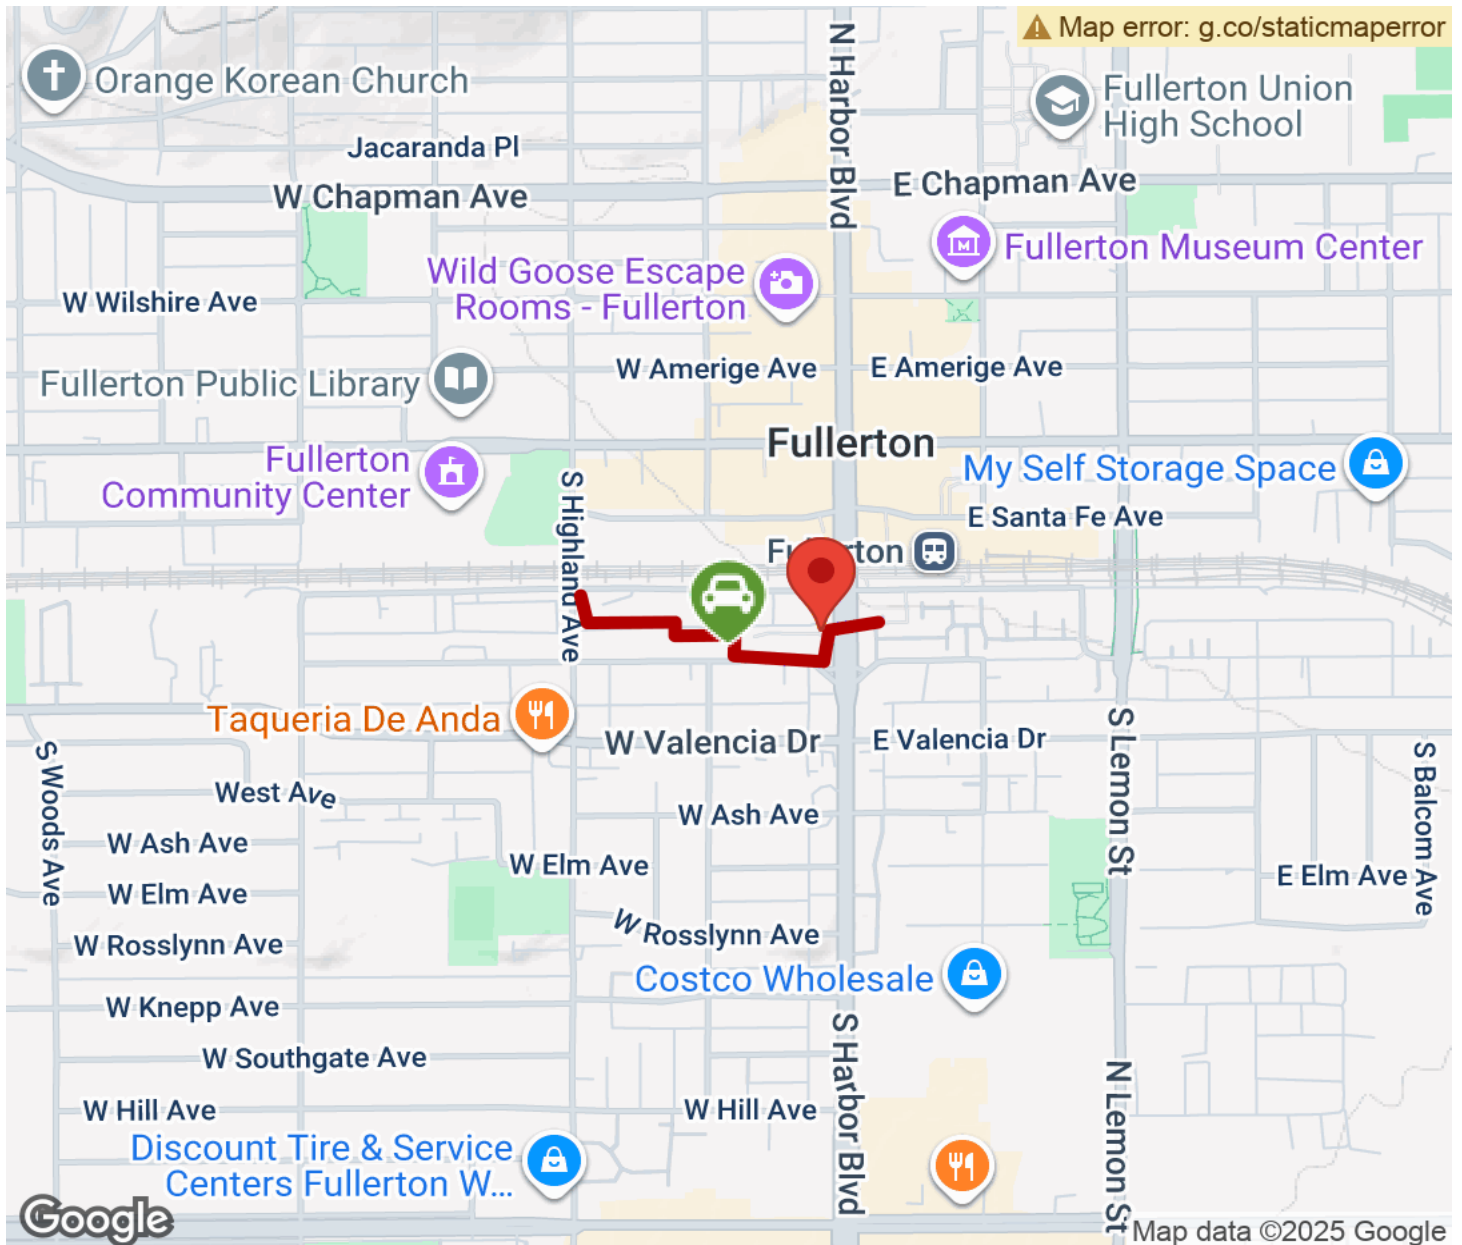 Map error: g.co/staticmaperror
N Harbor Blvd
Orange Korean Church
Fullerton Union
High School
Jacaranda Pl
W Chapman Ave
E Chapman Ave
Fullerton Museum Center
Wild Goose Escape
Rooms - Fullerton
W Wilshire Ave
W Amerige Ave
E Amerige Ave
Fullerton Public Library
Fullerton
Fullerton
Community Center
My Self Storage Space
S Highland Ave
E Santa Fe Ave
Taqueria De Anda
W Valencia Dr
E Valencia Dr
S Woods Ave
S Lemon St
S Balcom Ave
West Ave
W Ash Ave
W Ash Ave
W Elm Ave
W Elm Ave
E Elm Ave
W Rosslynn Ave
W Rosslynn Ave
Costco Wholesale
W Knepp Ave
S Harbor Blvd
W Southgate Ave
N Lemon St
W Hill Ave
W Hill Ave
Discount Tire & Service
Centers Fullerton W...
Google
Map data ©2025 Google